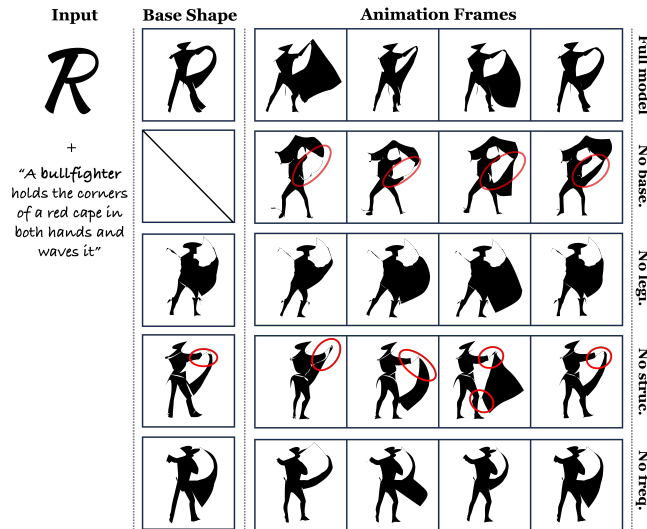 Input
Base Shape
Animation Frames
R
+
"A bullfighter
holds the corners
of a red cape in
both hands and
waves it"
Full model
No base.
No legi.
No struc.
No freq.